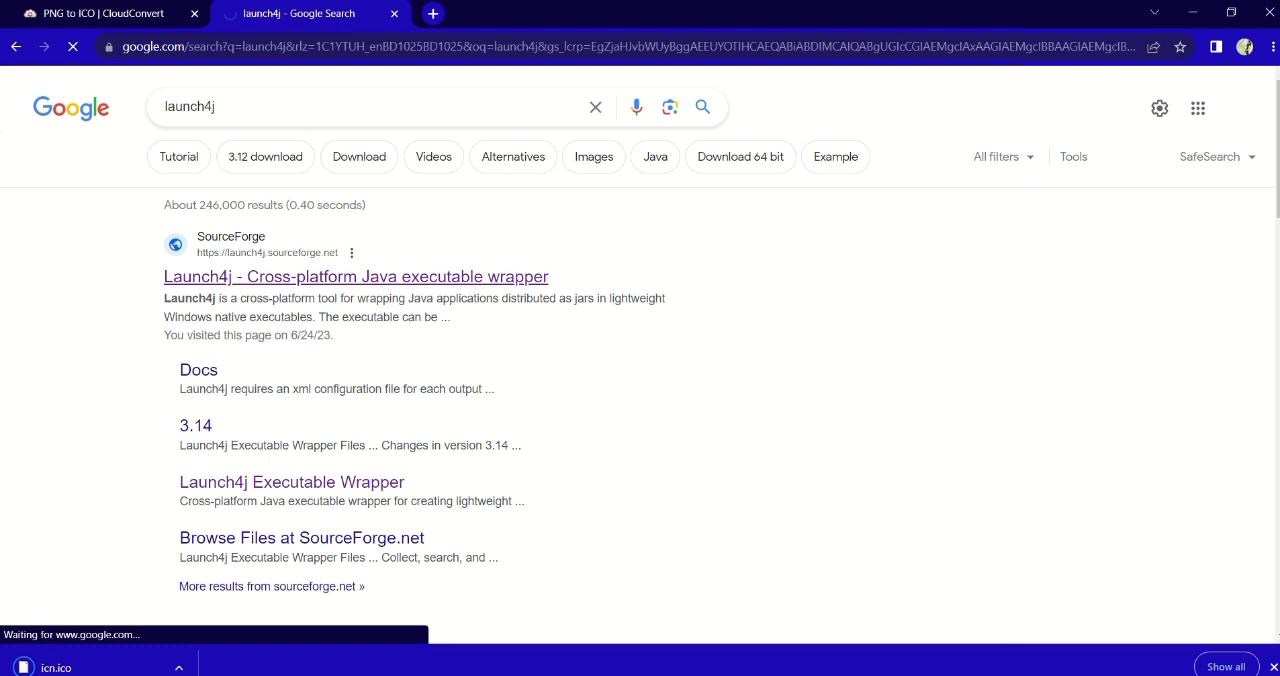 PNG to ICO | CloudConvert
launch4j - Google Search
google.com/search?q=launch4j&rlz=1C1YTUH_enBD1025BD1025&oq=launch4j&gs_lcrp=EgZjaHJvbWUyBggAEEUYOTIHCAEQABiABDIMCAIQABgUGIcCGIAEMgcIAxAAGIAEMgcIBBAAGIAEMgcIB...
Google
launch4j
Tutorial
3.12 download
Download
Videos
Alternatives
Images
Java
Download 64 bit
Example
All filters
Tools
SafeSearch
About 246,000 results (0.40 seconds)
SourceForge
https://launch4j.sourceforge.net
Launch4j - Cross-platform Java executable wrapper
Launch4j is a cross-platform tool for wrapping Java applications distributed as jars in lightweight
Windows native executables. The executable can be ...
You visited this page on 6/24/23.
Docs
Launch4j requires an xml configuration file for each output ...
3.14
Launch4j Executable Wrapper Files ... Changes in version 3.14 ...
Launch4j Executable Wrapper
Cross-platform Java executable wrapper for creating lightweight ...
Browse Files at SourceForge.net
Launch4j Executable Wrapper Files ... Collect, search, and ...
More results from sourceforge.net »
Waiting for www.google.com...
icn.ico
Show all